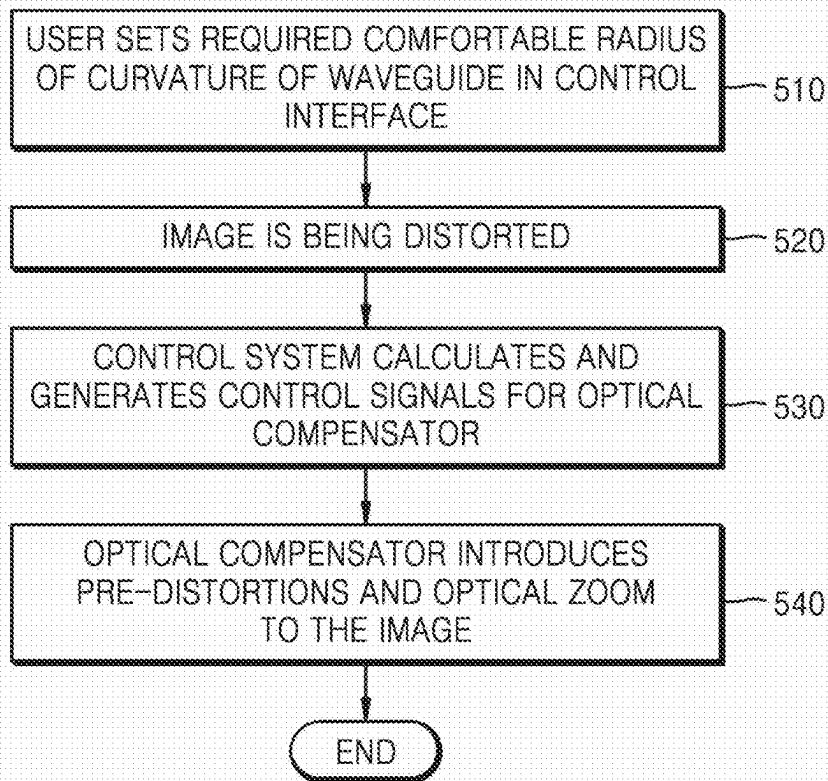 USER SETS REQUIRED COMFORTABLE RADIUS
OF CURVATURE OF WAVEGUIDE IN CONTROL
INTERFACE
510
IMAGE IS BEING DISTORTED
520
CONTROL SYSTEM CALCULATES AND
GENERATES CONTROL SIGNALS FOR OPTICAL
COMPENSATOR
530
OPTICAL COMPENSATOR INTRODUCES
PRE-DISTORTIONS AND OPTICAL ZOOM
TO THE IMAGE
540
END